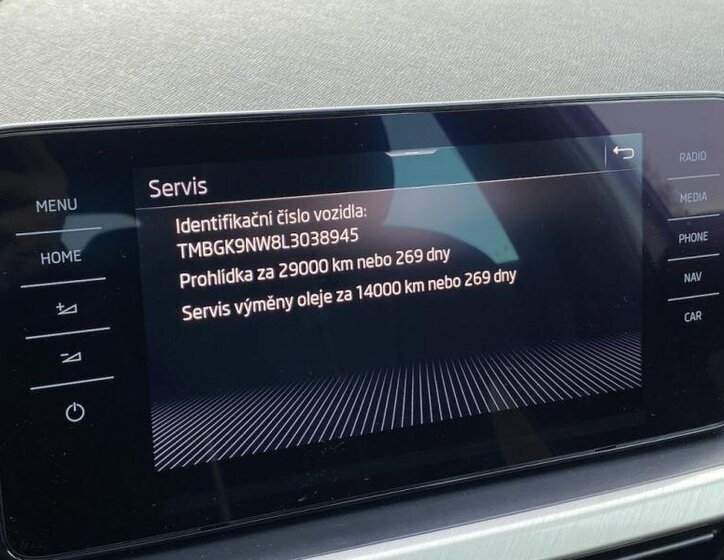 Servis
Identifikační číslo vozidla:
TMBGK9NW8L3038945
Prohlídka za 29000 km nebo 269 dny
Servis výměny oleje za 14000 km nebo 269 dny
MENU
HOME
RADIO
MEDIA
PHONE
NAV
CAR